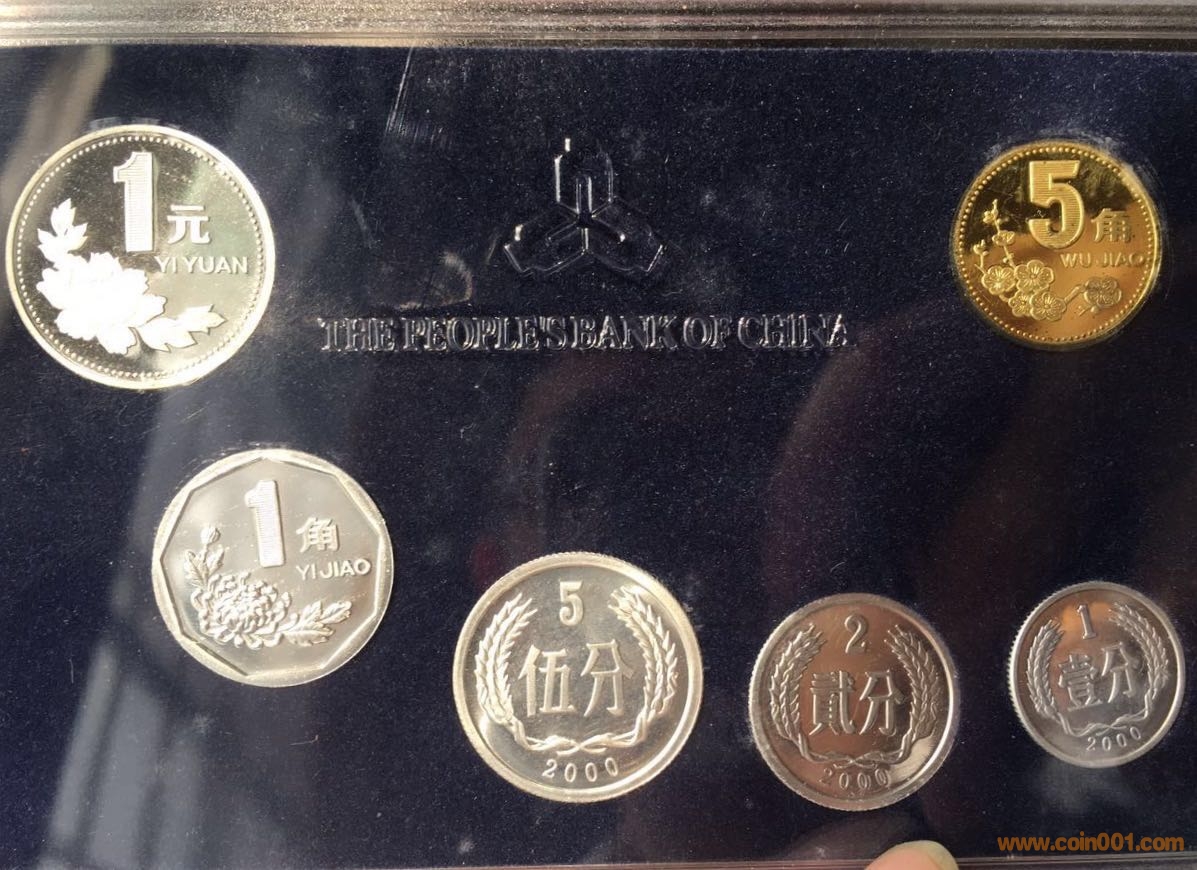 1元
YI YUAN
5角
WU JIAO
THE PEOPLE'S BANK OF CHINA
1角
YI JIAO
5
伍分
2000
2
贰分
2000
1
壹分
2000
www.coin001.com